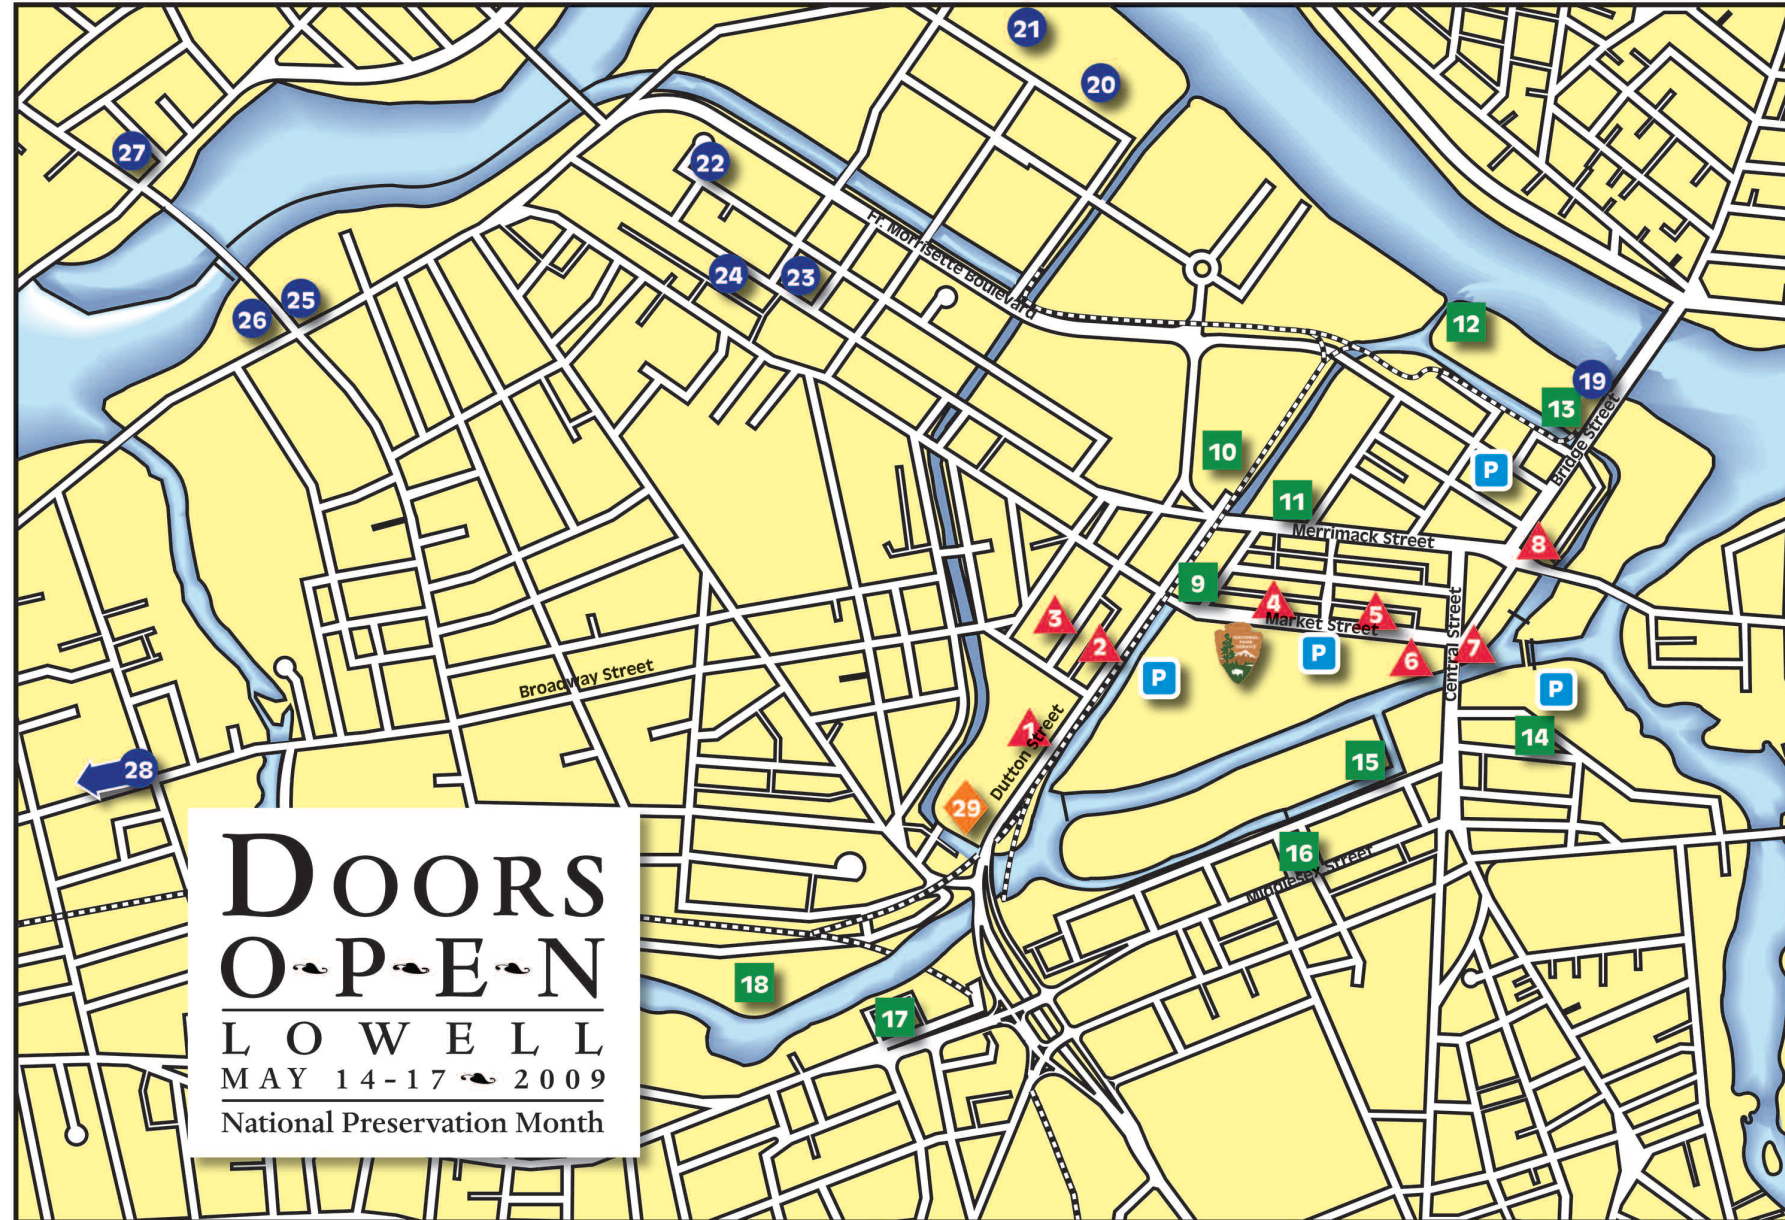 21
20
27
22
Fr. Morrisette Boulevard
24
23
25
26
12
19
13
Bridge Street
10
P
11
Merrimack Street
8
9
4
5
3
Market Street
2
Central Street
7
6
P
P
P
Broadway Street
1
14
15
28
Dutton Street
29
16
Middlesex Street
18
17
DOORS
O-P-E-N
LOWELL
MAY 14-17 2009
National Preservation Month